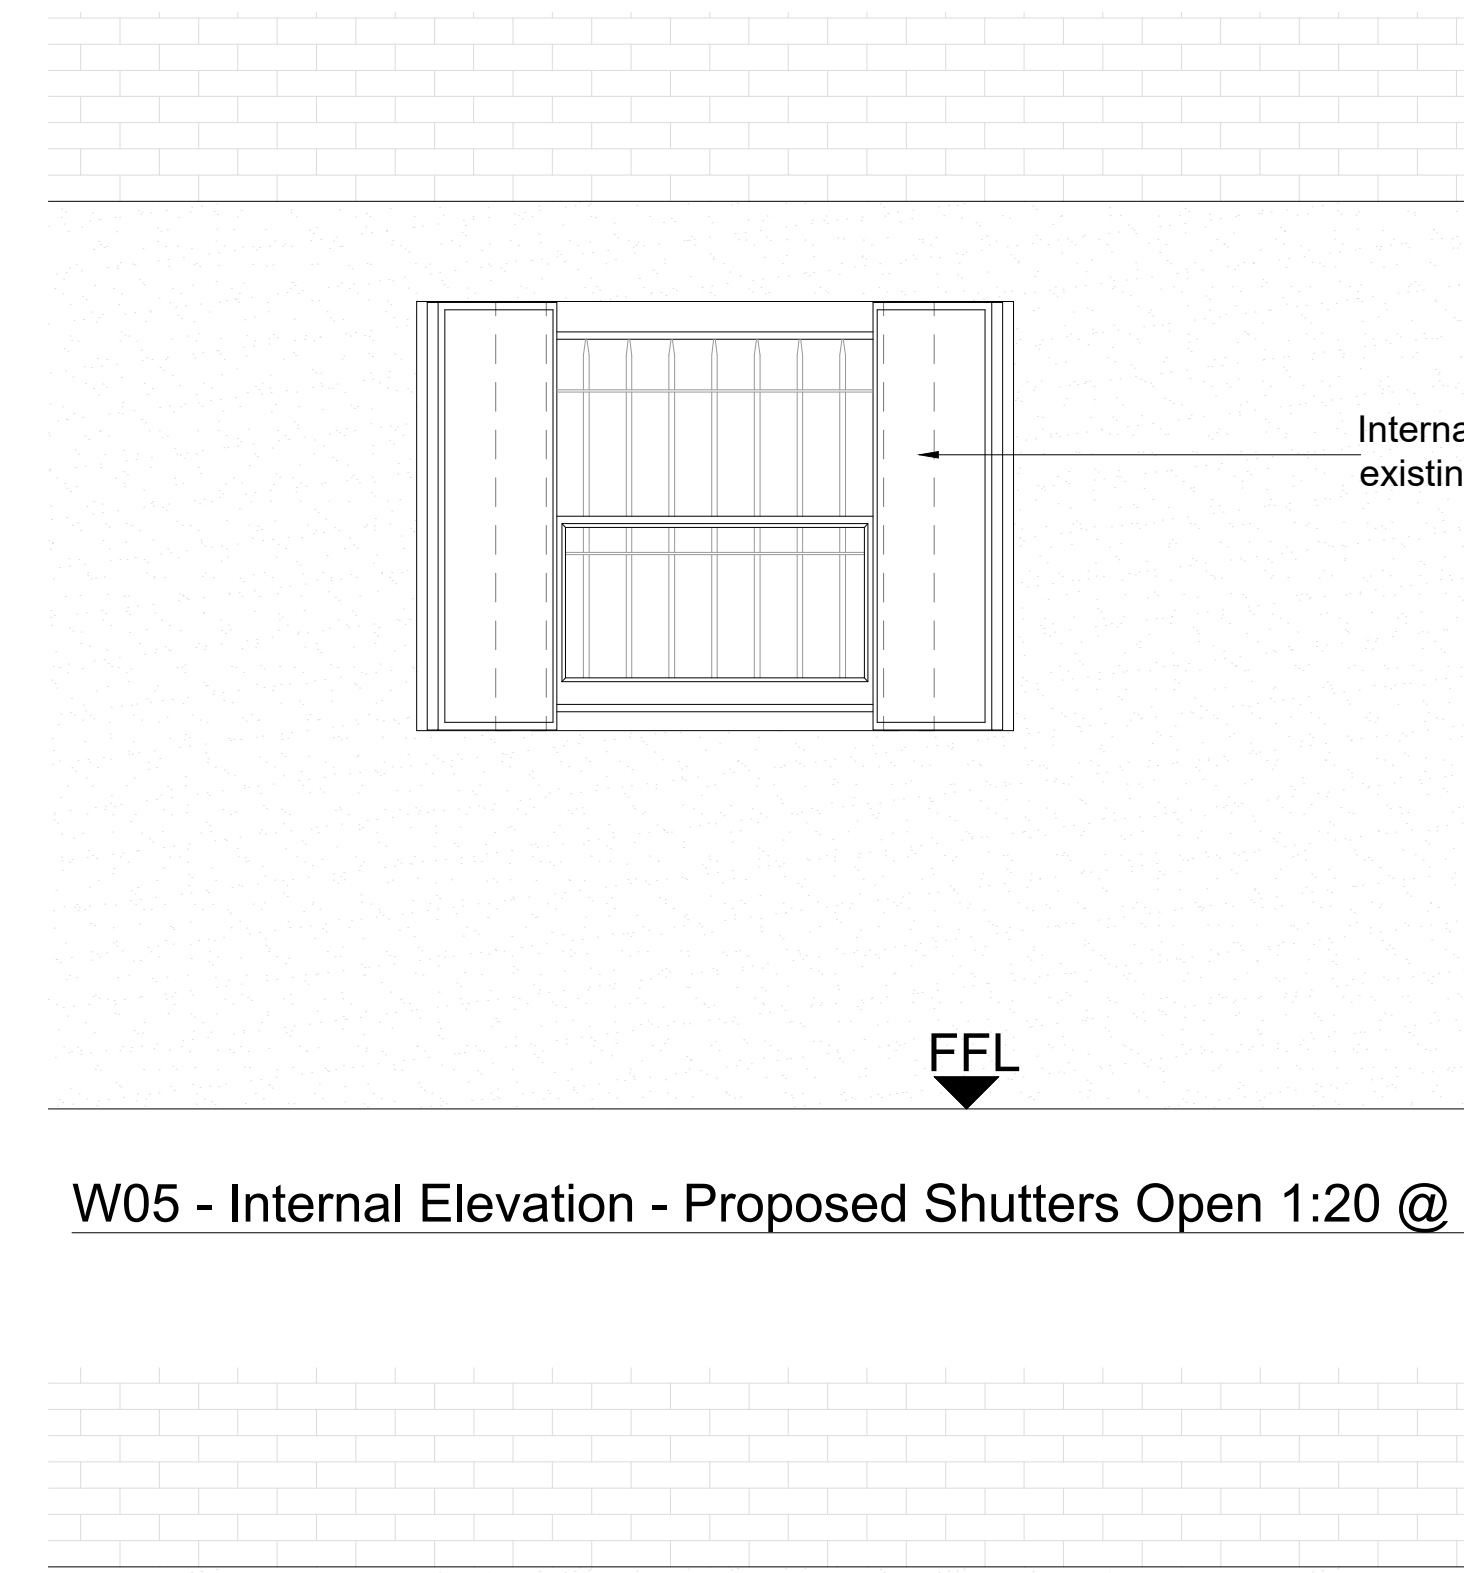 Interna
existin
FFL
W05 - Internal Elevation - Proposed Shutters Open 1:20 @